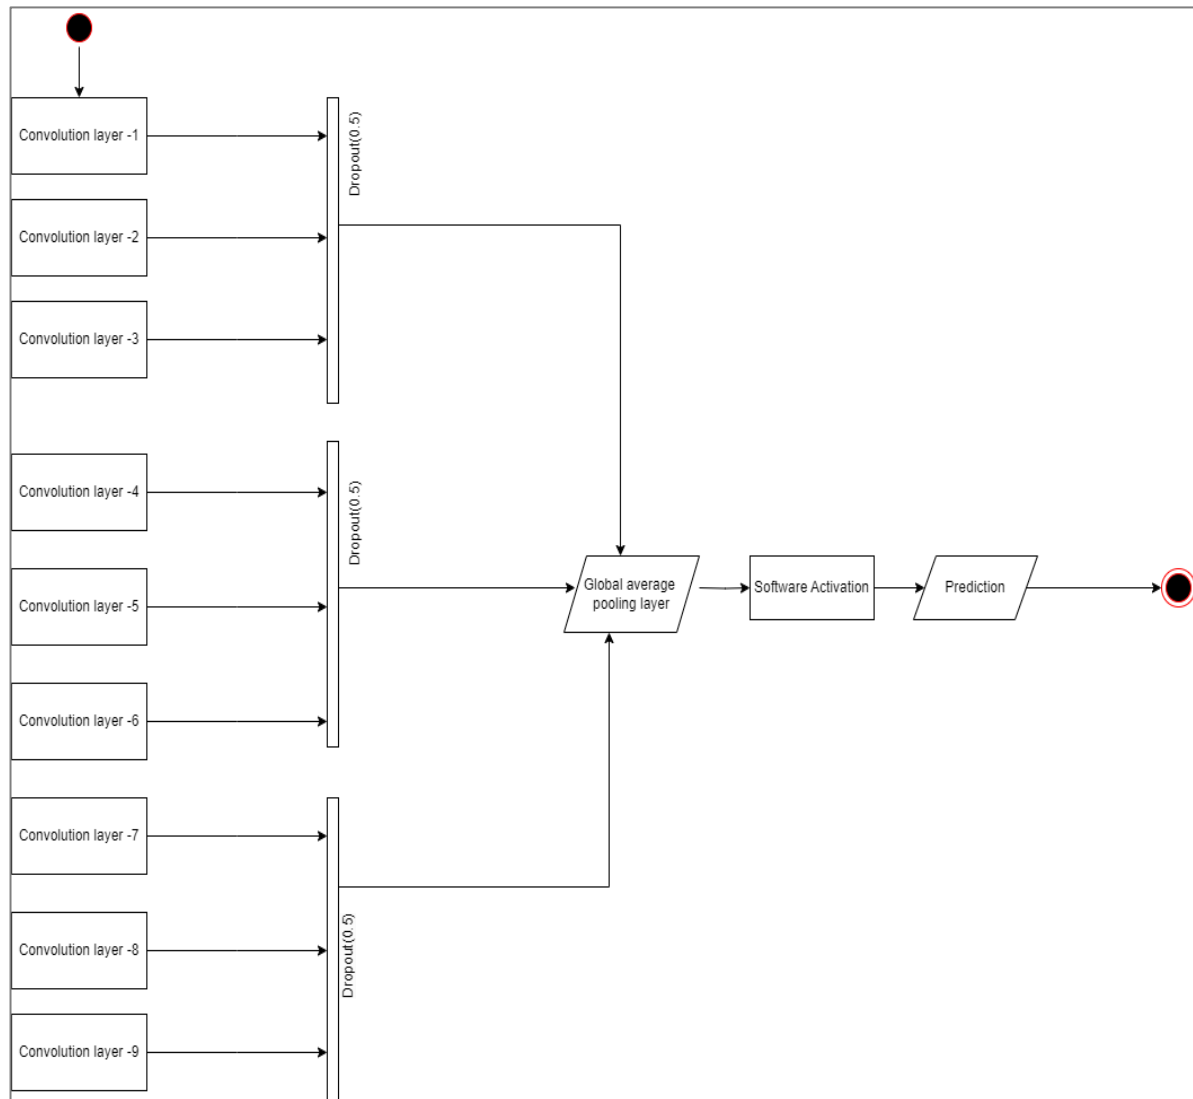 Convolution layer -1
Dropout(0.5)
Convolution layer -2
Convolution layer -3
Convolution layer -4
Dropout(0.5)
Convolution layer -5
Convolution layer -6
Global average
pooling layer
Software Activation
Prediction
Convolution layer -7
Convolution layer -8
Dropout(0.5)
Convolution layer -9